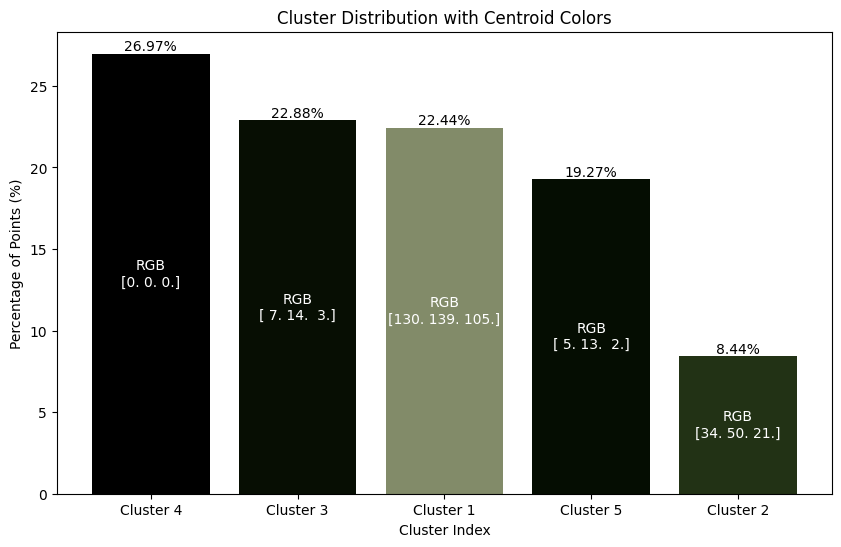 Cluster Distribution with Centroid Colors
26.97%
22.88%
22.44%
19.27%
8.44%
RGB
[0. 0. 0.]
RGB
[ 7. 14.  3.]
RGB
[130. 139. 105.]
RGB
[ 5. 13.  2.]
RGB
[34. 50. 21.]
Percentage of Points (%)
25
20
15
10
5
0
Cluster 4
Cluster 3
Cluster 1
Cluster 5
Cluster 2
Cluster Index